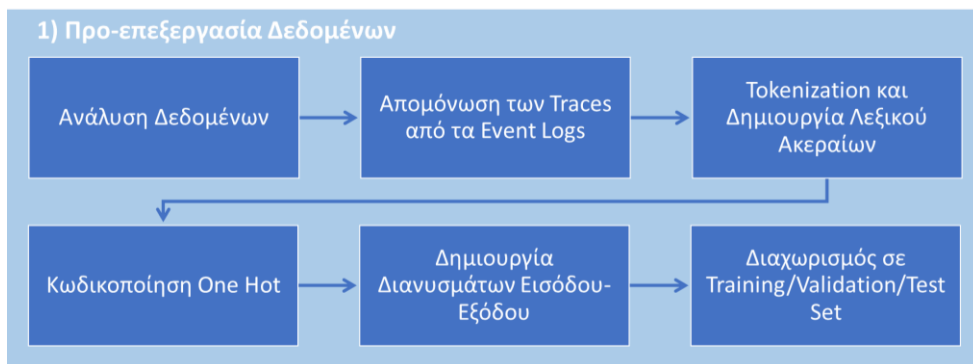 1) Προ-επεξεργασία Δεδομένων
Ανάλυση Δεδομένων
Απομόνωση των Traces
από τα Event Logs
Tokenization και
Δημιουργία Λεξικού
Ακεραίων
Κωδικοποίηση One Hot
Δημιουργία
Διανυσμάτων Εισόδου-
Εξόδου
Διαχωρισμός σε
Training/Validation/Test
Set